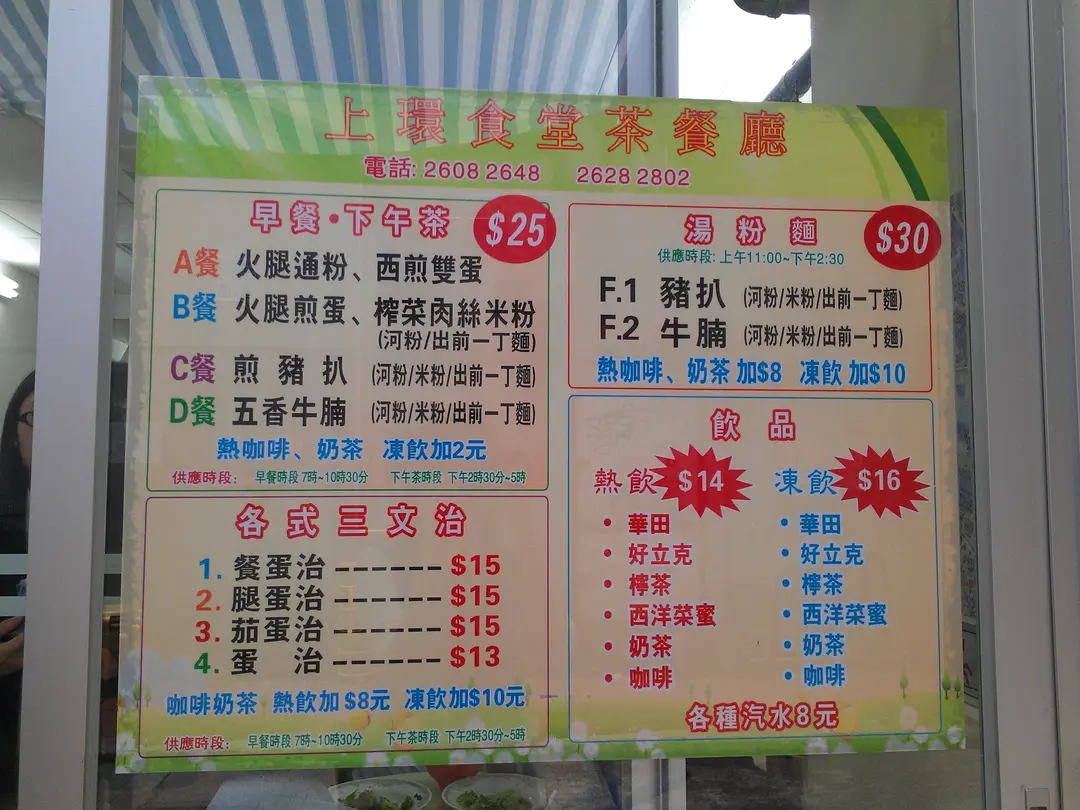 上環食堂茶餐廳
電話: 2608 2648 2628 2802
早餐・下午茶 $25
A餐 火腿通粉、西煎雙蛋
B餐 火腿煎蛋、榨菜肉絲米粉
(河粉/出前一丁麵)
C餐 煎豬扒 (河粉/米粉/出前一丁麵)
D餐 五香牛腩 (河粉/米粉/出前一丁麵)
熱咖啡、奶茶 凍飲加2元
供應時段: 早餐時段 7時~10時30分 下午茶時段 下午2時30分~5時
各式三文治
1. 餐蛋治 ------ $15
2. 腿蛋治 ------ $15
3. 茄蛋治 ------ $15
4. 蛋 治 ------ $13
咖啡奶茶 熱飲加 $8元 凍飲加$10元
供應時段: 早餐時段 7時~10時30分 下午茶時段 下午2時30分~5時
湯粉麵 $30
供應時段: 上午11:00~下午2:30
F.1 豬扒 (河粉/米粉/出前一丁麵)
F.2 牛腩 (河粉/米粉/出前一丁麵)
熱咖啡、奶茶 加$8 凍飲 加$10
飲品
熱飲 $14
• 華田
• 好立克
• 檸茶
• 西洋菜蜜
• 奶茶
• 咖啡
凍飲 $16
• 華田
• 好立克
• 檸茶
• 西洋菜蜜
• 奶茶
• 咖啡
各種汽水8元